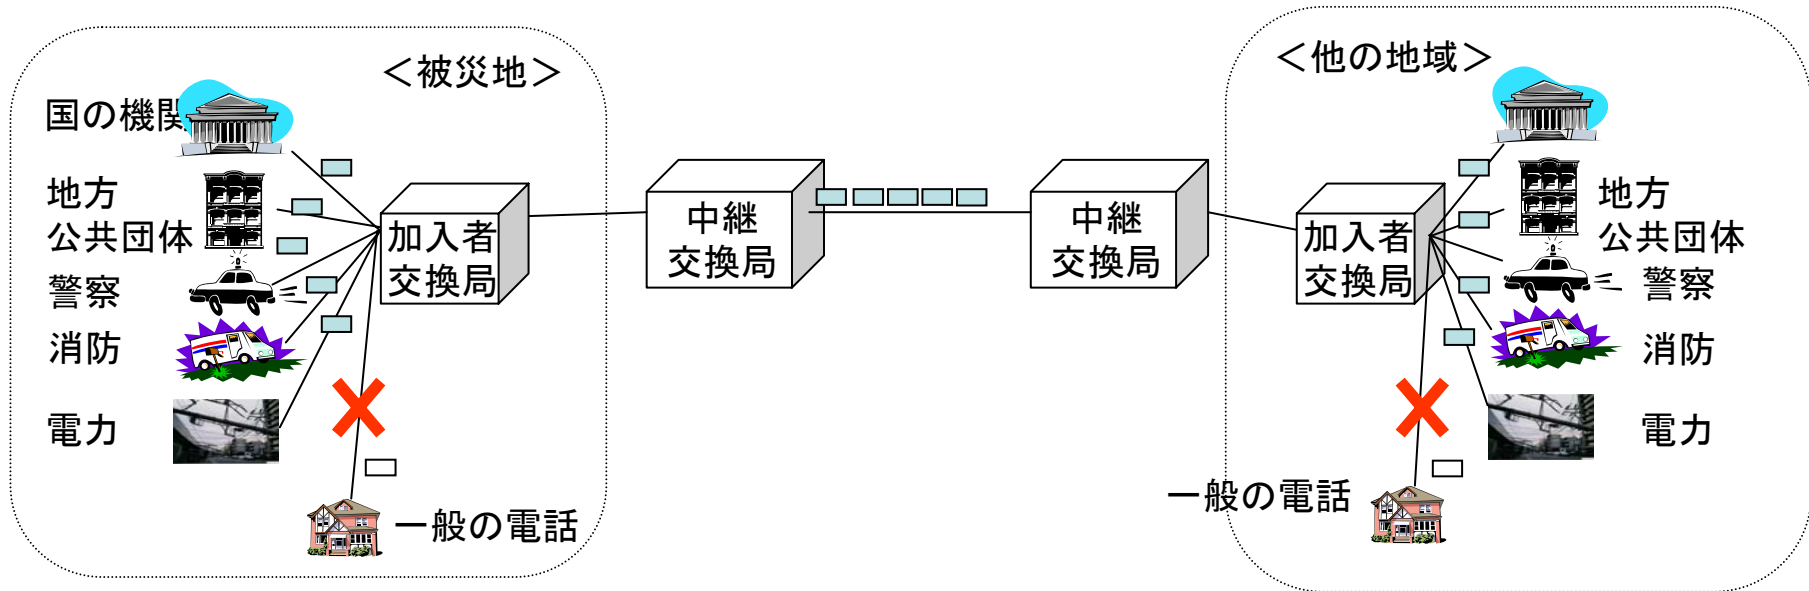 ＜被災地＞
国の機関
地方
公共団体
警察
消防
電力
一般の電話
加入者
交換局
中継
交換局
中継
交換局
加入者
交換局
＜他の地域＞
地方
公共団体
警察
消防
電力
一般の電話